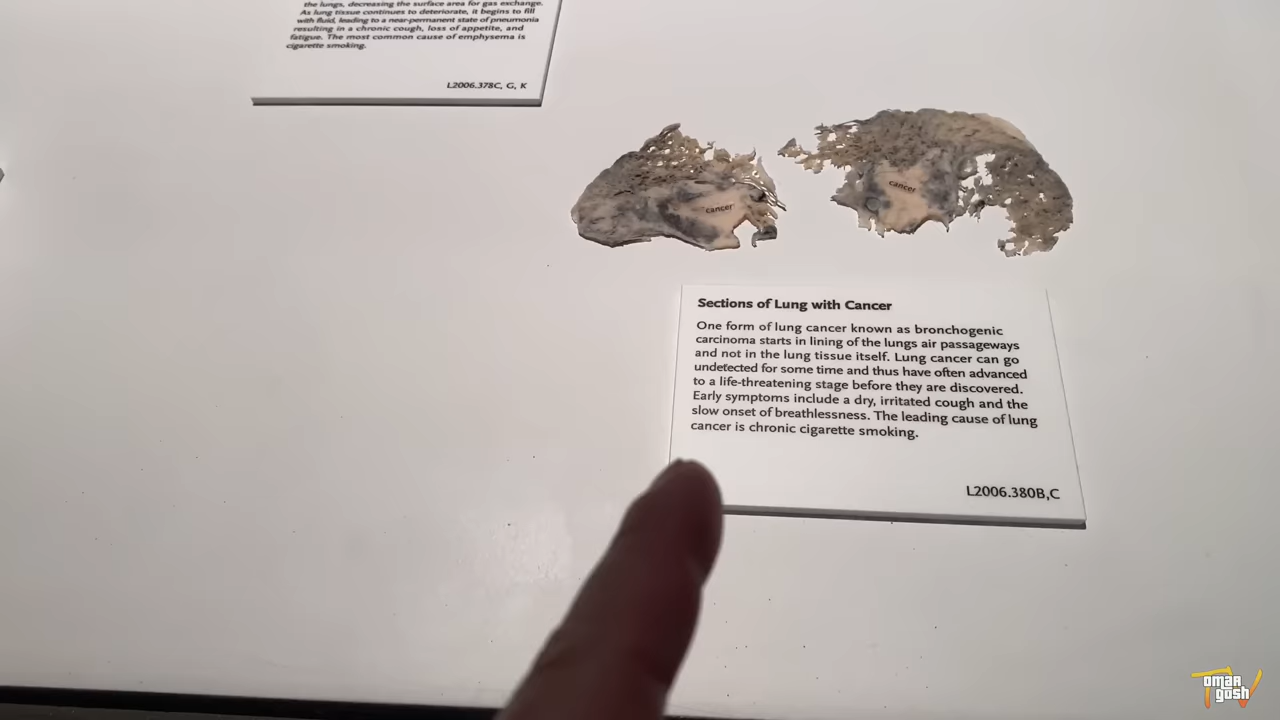 the lungs, decreasing the surface area for gas exchange.
As lung tissue continues to deteriorate, it begins to fill
with fluid, leading to a near-permanent state of pneumonia
resulting in a chronic cough, loss of appetite, and
fatigue. The most common cause of emphysema is
cigarette smoking.
L2006.378C, G, K
cancer
cancer
Sections of Lung with Cancer
One form of lung cancer known as bronchogenic
carcinoma starts in lining of the lungs air passageways
and not in the lung tissue itself. Lung cancer can go
undetected for some time and thus have often advanced
to a life-threatening stage before they are discovered.
Early symptoms include a dry, irritated cough and the
slow onset of breathlessness. The leading cause of lung
cancer is chronic cigarette smoking.
L2006.380B,C
OMAR
GOSH
TV